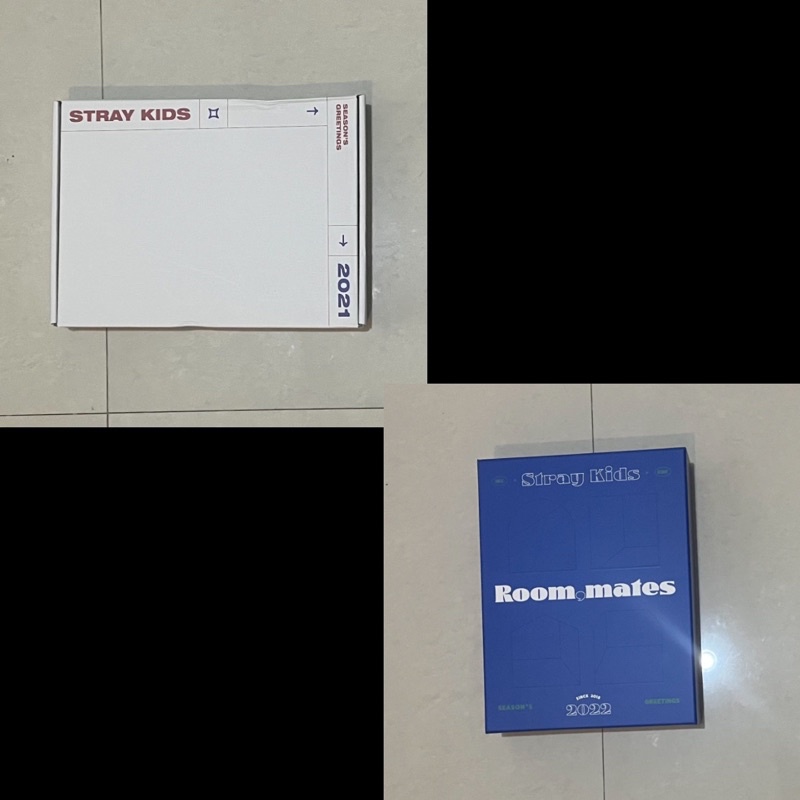 STRAY KIDS
SEASON'S
GREETINGS
2021
Stray Kids
Room,mates
SINCE 2018
SEASON'S
2022
GREETINGS